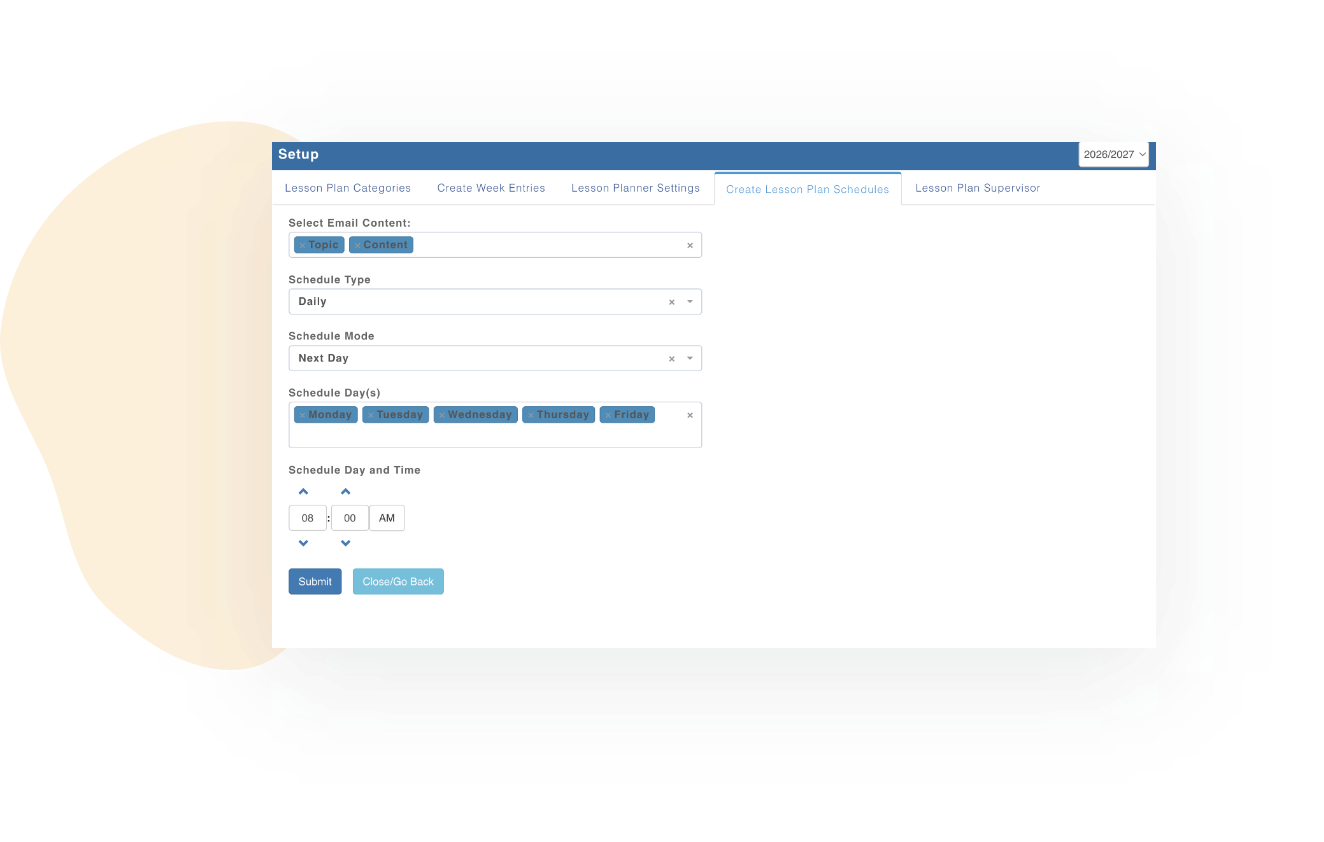 Setup 2026/2027
Lesson Plan Categories Create Week Entries Lesson Planner Settings Create Lesson Plan Schedules Lesson Plan Supervisor
Select Email Content:
× Topic × Content ×
Schedule Type
Daily ×
Schedule Mode
Next Day ×
Schedule Day(s)
× Monday × Tuesday × Wednesday × Thursday × Friday ×
Schedule Day and Time
08 : 00 AM
Submit Close/Go Back